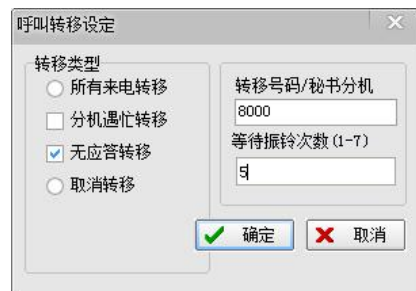 呼叫转移设定
转移类型
所有来电转移
分机遇忙转移
无应答转移
取消转移
转移号码/秘书分机
8000
等待振铃次数(1-7)
5
确定
取消